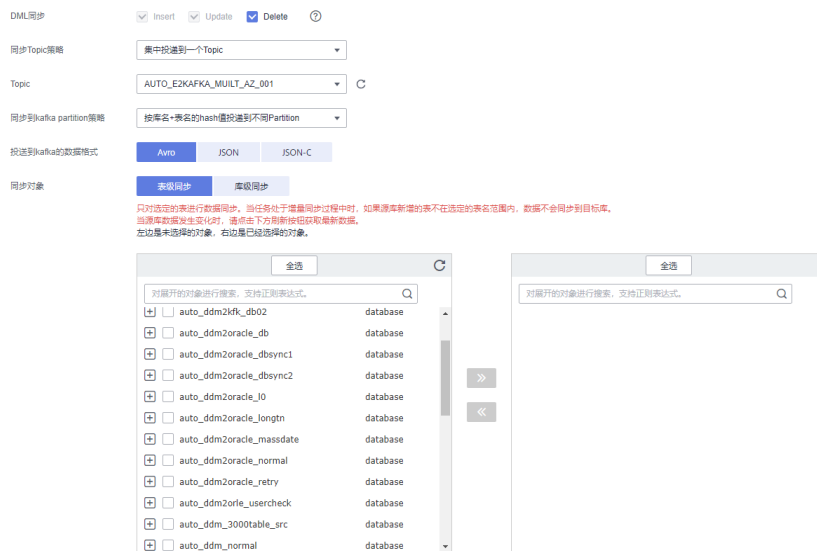 DML同步 Insert Update Delete ?
同步Topic策略 集中投递到一个Topic
Topic AUTO_E2KAFKA_MUILT_AZ_001
同步到kafka partition策略 按库名+表名的hash值投递到不同Partition
投送到kafka的数据格式 Avro JSON JSON-C
同步对象 表级同步 库级同步
只对选定的表进行数据同步。当任务处于增量同步过程中时，如果源库新增的表不在选定的表名范围内，数据不会同步到目标库。
当源库数据发生变化时，请点击下方刷新按钮获取最新数据。
左边是未选择的对象，右边是已经选择的对象。
全选 全选
对展开的对象进行搜索，支持正则表达式。 对展开的对象进行搜索，支持正则表达式。
auto_ddm2kfk_db02 database
auto_ddm2oracle_db database
auto_ddm2oracle_dbsync1 database
auto_ddm2oracle_dbsync2 database
auto_ddm2oracle_l0 database
auto_ddm2oracle_longtn database
auto_ddm2oracle_massdate database
auto_ddm2oracle_normal database
auto_ddm2oracle_retry database
auto_ddm2orle_usercheck database
auto_ddm_3000table_src database
auto_ddm_normal database